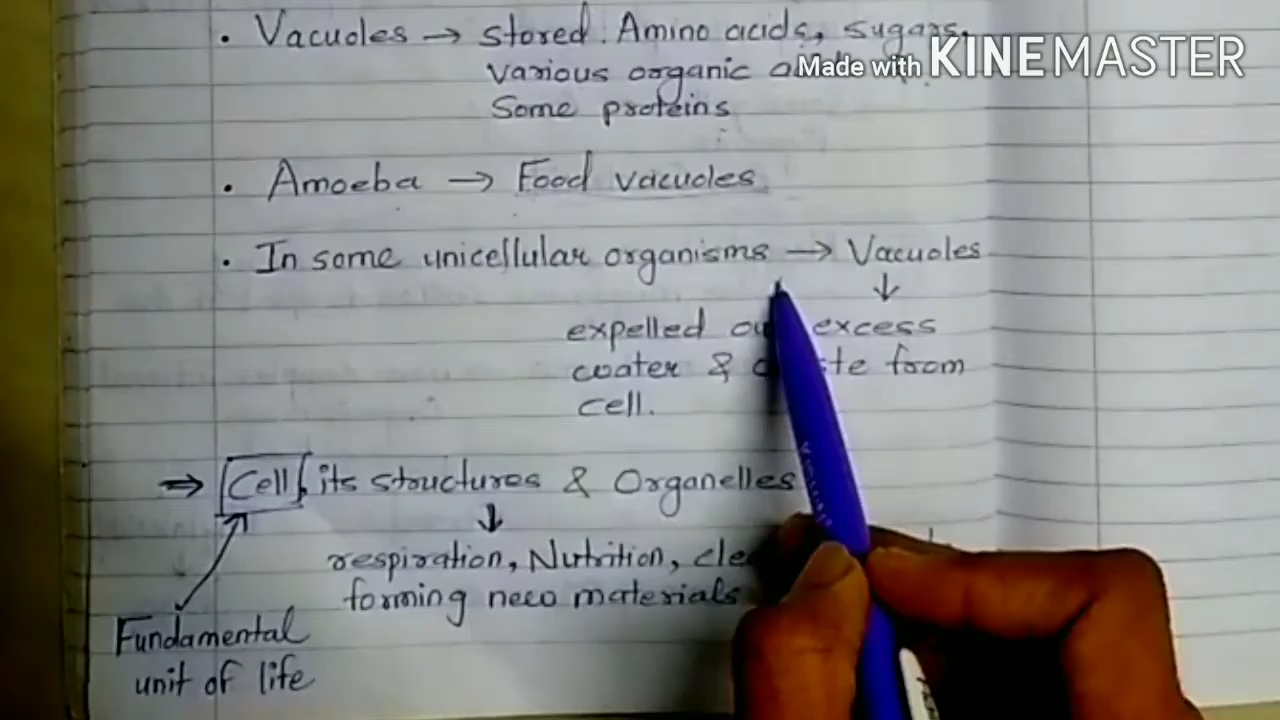 • Vacuoles → stored Amino acids, sugars,
Made with KINEMASTER
various organic
Some proteins
• Amoeba → Food vacuoles
• In some unicellular organisms → Vacuoles
↓
expelled excess
water & from
cell.
⇒ Cell, its structures & Organelles
↓
respiration, Nutrition,
forming new materials
Fundamental
unit of life